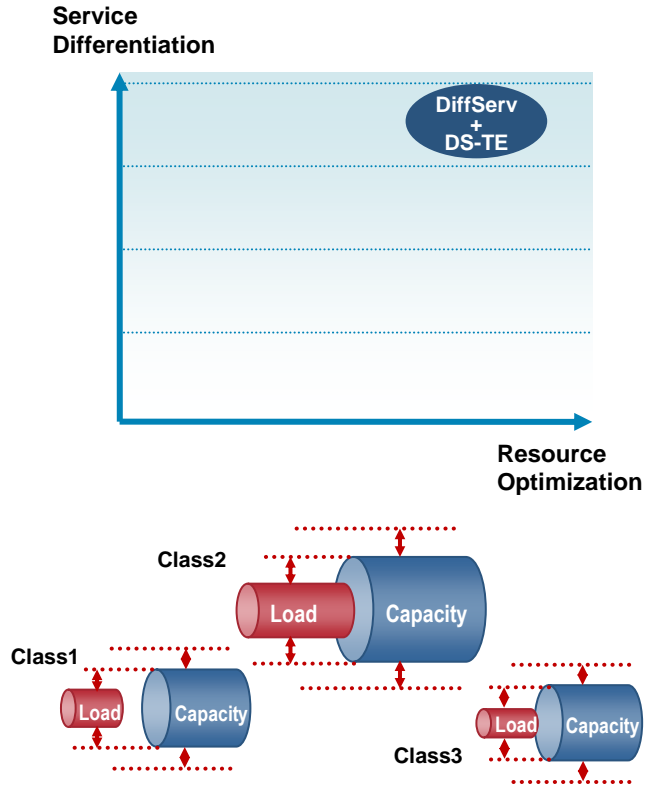 Service
Differentiation
DiffServ
+
DS-TE
Resource
Optimization
Class2
Load
Capacity
Class1
Load
Capacity
Load
Capacity
Class3